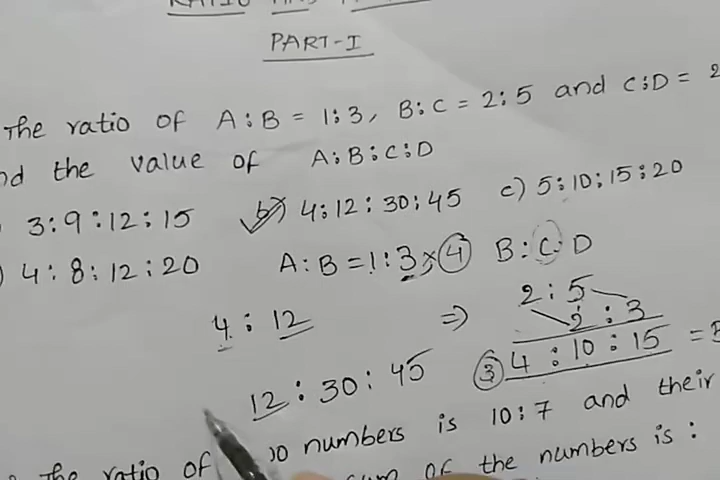 PART-I
The ratio of A:B = 1:3, B:C = 2:5 and C:D = 2
the value of A:B:C:D
3:9:12:15 b) 4:12:30:45 c) 5:10:15:20
4:8:12:20 A:B=1:3×4 B:C:D
4:12 ⇒ 2:5
2:3
12:30:45 3 4:10:15 =
numbers is 10:7 and their
The ratio of
of the numbers is: